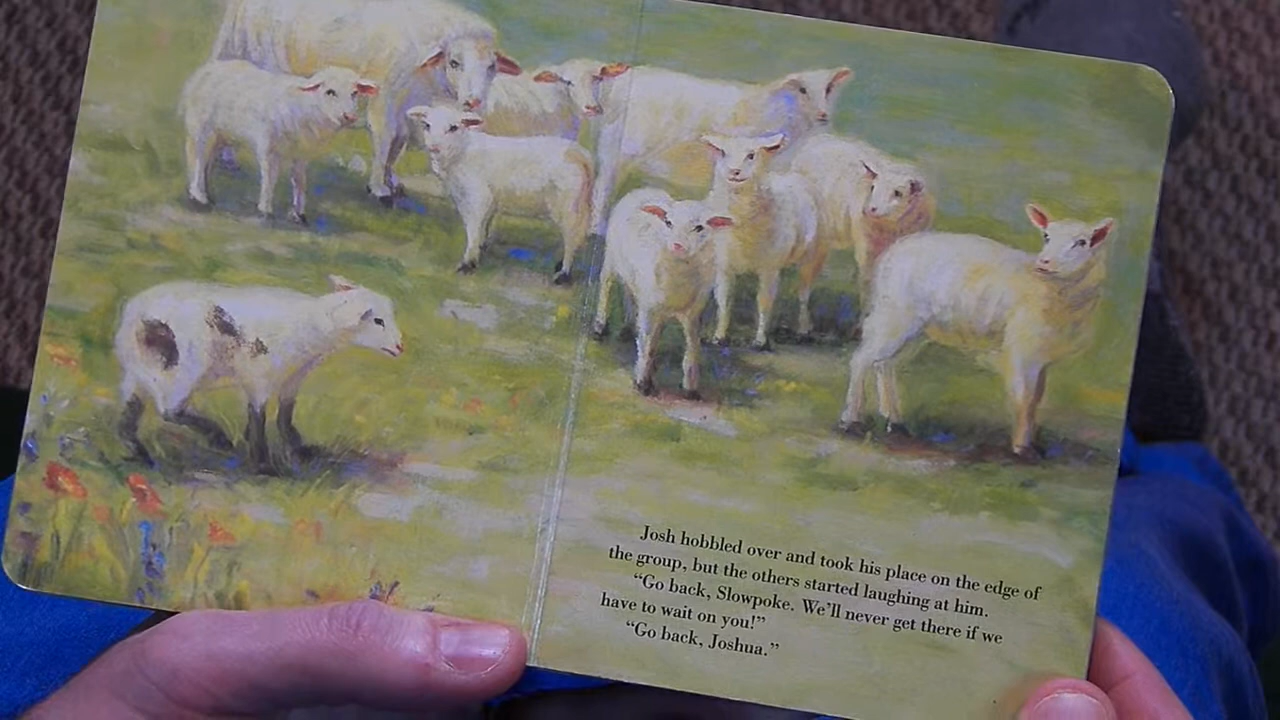 Josh hobbled over and took his place on the edge of
the group, but the others started laughing at him.
“Go back, Slowpoke. We’ll never get there if we
have to wait on you!”
“Go back, Joshua.”